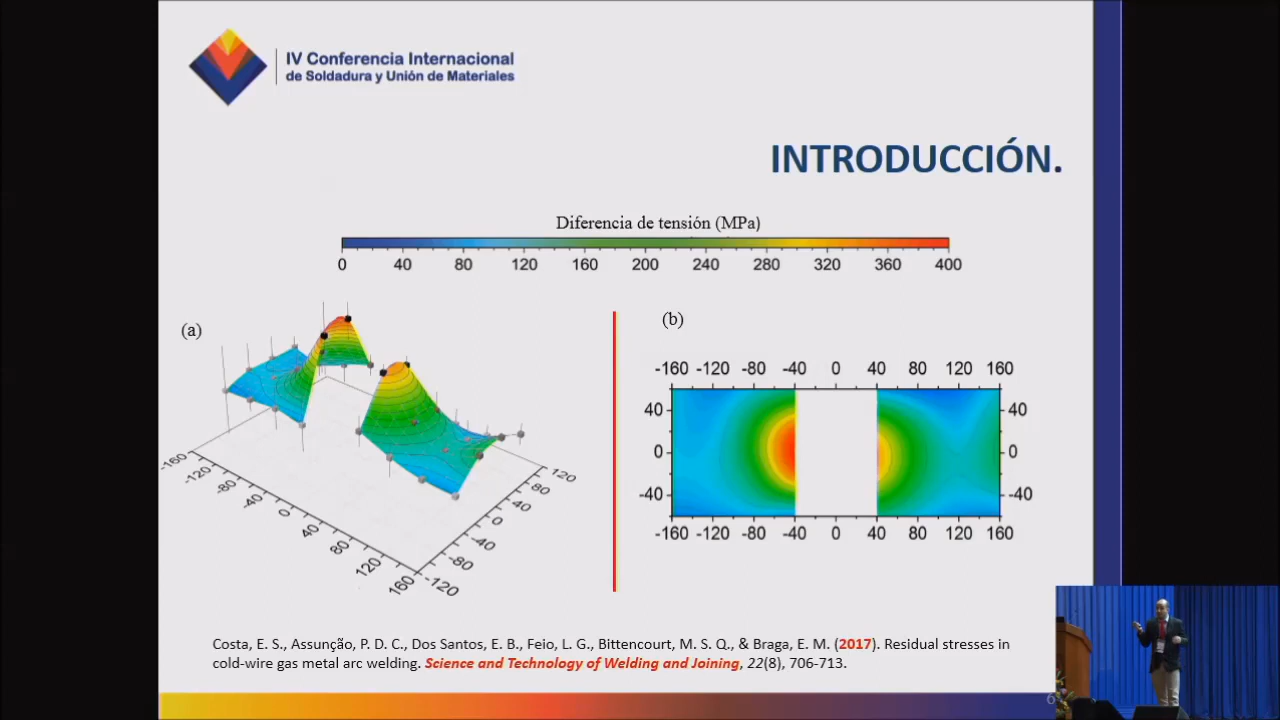 IV Conferencia Internacional
de Soldadura y Unión de Materiales
INTRODUCCIÓN.
Diferencia de tensión (MPa)
0 40 80 120 160 200 240 280 320 360 400
(a)
-160 -120 -80 -40 0 40 80 120 160
120 80 40 0 -40 -80 -120
(b)
-160 -120 -80 -40 0 40 80 120 160
40 40
0 0
-40 -40
-160 -120 -80 -40 0 40 80 120 160
Costa, E. S., Assunção, P. D. C., Dos Santos, E. B., Feio, L. G., Bittencourt, M. S. Q., & Braga, E. M. (2017). Residual stresses in
cold-wire gas metal arc welding. Science and Technology of Welding and Joining, 22(8), 706-713.
6